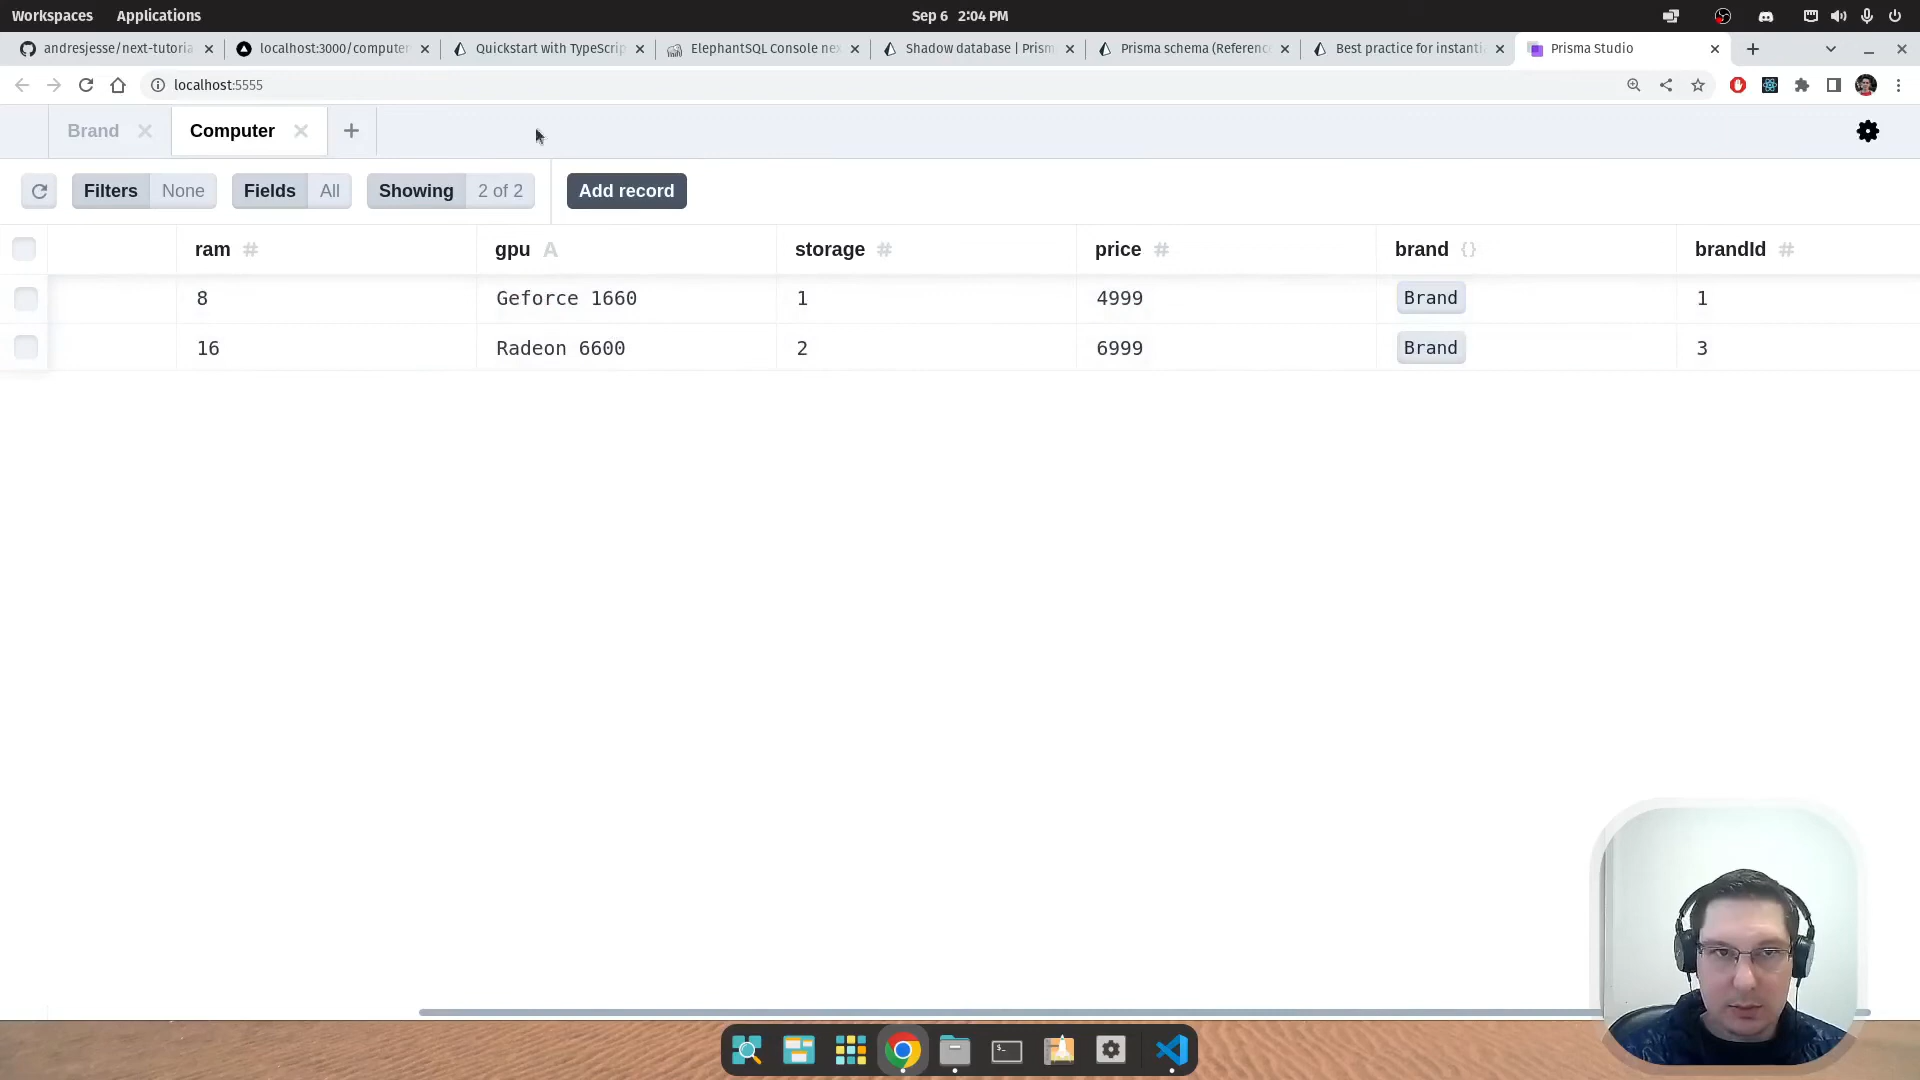 Workspaces Applications Sep 6 2:04 PM
andresjesse/next-tutoria localhost:3000/computer Quickstart with TypeScrip ElephantSQL Console nex Shadow database | Prism Prisma schema (Reference Best practice for instanti Prisma Studio
localhost:5555
Brand Computer
Filters None Fields All Showing 2 of 2 Add record
ram # gpu A storage # price # brand {} brandId #
8 Geforce 1660 1 4999 Brand 1
16 Radeon 6600 2 6999 Brand 3